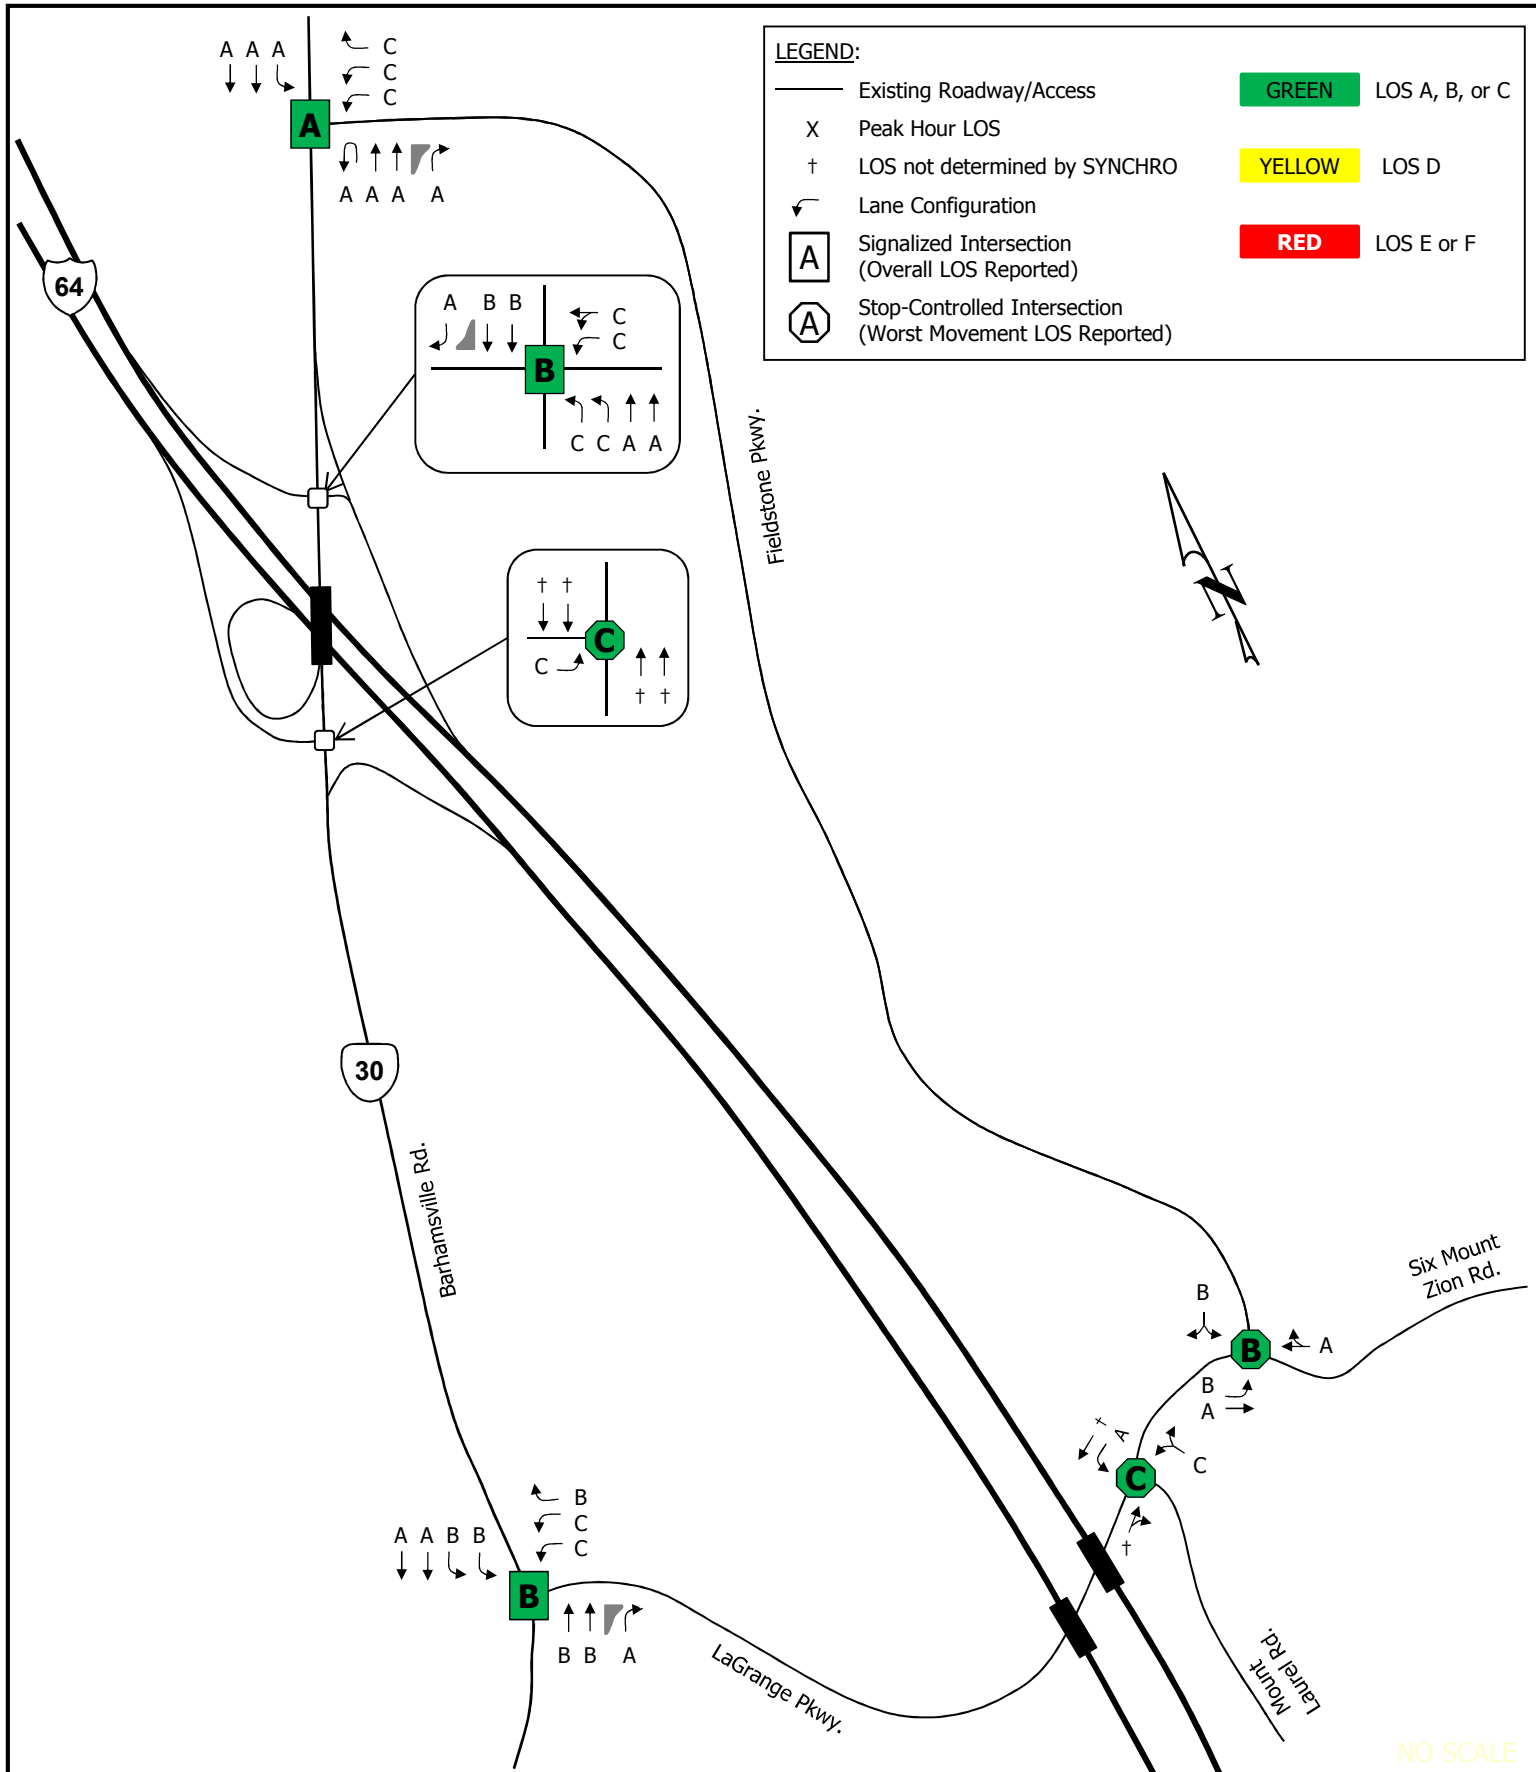 LEGEND:
Existing Roadway/Access
X Peak Hour LOS
† LOS not determined by SYNCHRO
Lane Configuration
A Signalized Intersection
(Overall LOS Reported)
A Stop-Controlled Intersection
(Worst Movement LOS Reported)
GREEN LOS A, B, or C
YELLOW LOS D
RED LOS E or F
A A A
C
C
C
A
A A A A
64
A B B
C
C
B
C C A A
† †
C
C
† †
Fieldstone Pkwy.
N
30
Barhamsville Rd.
Six Mount
Zion Rd.
B
B
A
B
A
† A
C
C
†
B
C
C
A A B B
B
B B A
LaGrange Pkwy.
Mount
Laurel Rd.
NO SCALE